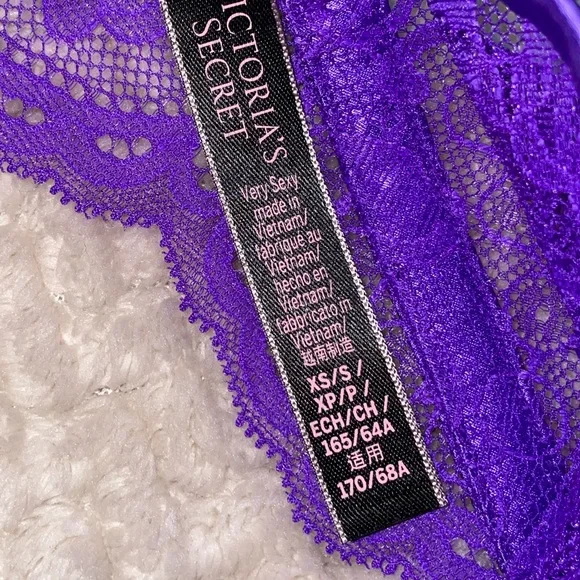 VICTORIA'S
SECRET
Very Sexy
made in
Vietnam/
fabriqué au
Vietnam/
hecho en
Vietnam/
fabbricato in
Vietnam/
越南制造
XS/S /
XP/P /
ECH/CH /
165/64A
适用
170/68A